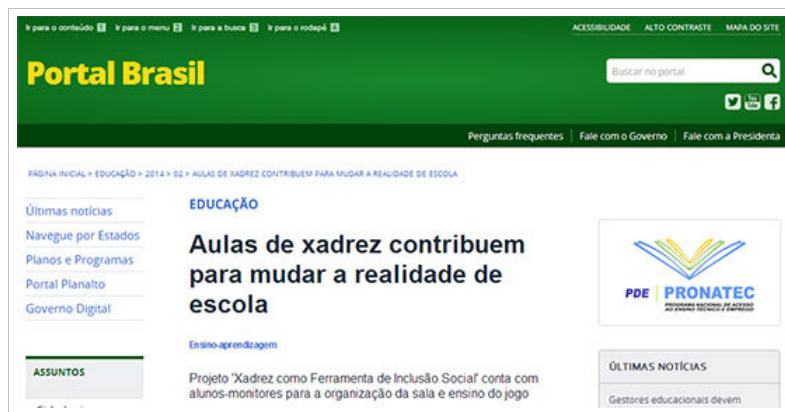 Ir para o conteúdo 1 Ir para o menu 2 Ir para a busca 3 Ir para o rodapé 4
ACESSIBILIDADE ALTO CONTRASTE MAPA DO SITE
Portal Brasil
Buscar no portal
Perguntas frequentes Fale com o Governo Fale com a Presidenta
PÁGINA INICIAL > EDUCAÇÃO > 2014 > 02 > AULAS DE XADREZ CONTRIBUEM PARA MUDAR A REALIDADE DE ESCOLA
Últimas notícias
Navegue por Estados
Planos e Programas
Portal Planalto
Governo Digital
ASSUNTOS
EDUCAÇÃO
Aulas de xadrez contribuem
para mudar a realidade de
escola
Ensino-aprendizagem
Projeto 'Xadrez como Ferramenta de Inclusão Social' conta com
alunos-monitores para a organização da sala e ensino do jogo
PDE PRONATEC
PROGRAMA NACIONAL DE ACESSO
AO ENSINO TÉCNICO E EMPREGO
ÚLTIMAS NOTÍCIAS
Gestores educacionais devem